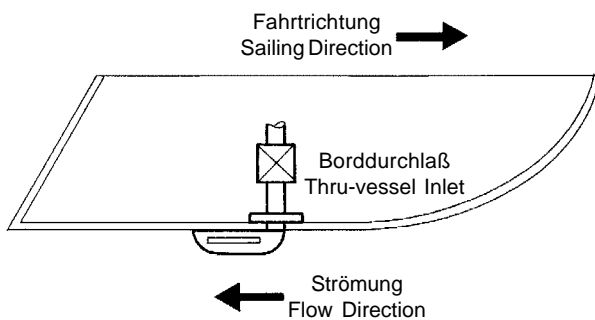 Fahrtrichtung
Sailing Direction
Borddurchlaß
Thru-vessel Inlet
Strömung
Flow Direction